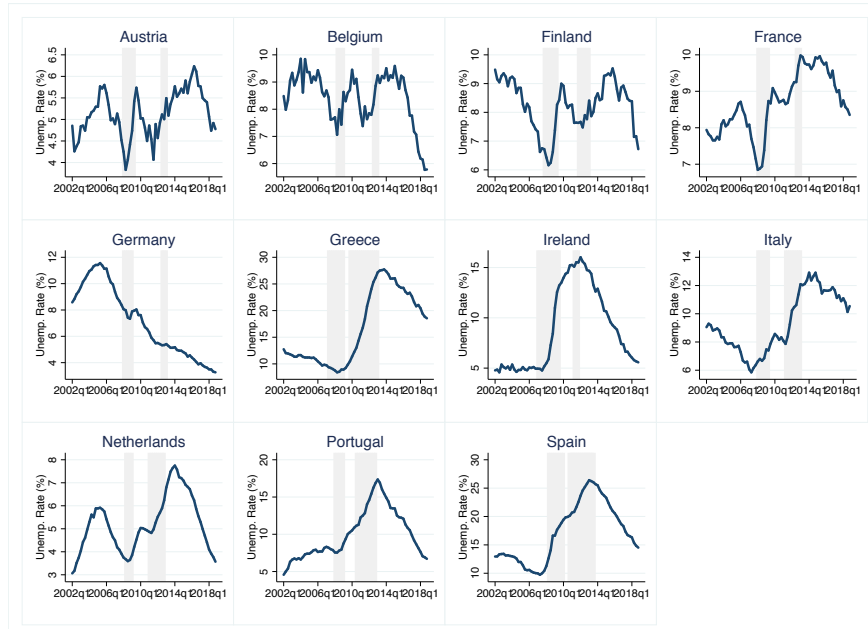 Austria
Unemp. Rate (%)
6.5
6
5.5
5
4.5
4
2002q1 2006q1 2010q1 2014q1 2018q1
Belgium
Unemp. Rate (%)
10
9
8
7
6
2002q1 2006q1 2010q1 2014q1 2018q1
Finland
Unemp. Rate (%)
10
9
8
7
6
2002q1 2006q1 2010q1 2014q1 2018q1
France
Unemp. Rate (%)
10
9
8
7
2002q1 2006q1 2010q1 2014q1 2018q1
Germany
Unemp. Rate (%)
12
10
8
6
4
2002q1 2006q1 2010q1 2014q1 2018q1
Greece
Unemp. Rate (%)
30
25
20
15
10
2002q1 2006q1 2010q1 2014q1 2018q1
Ireland
Unemp. Rate (%)
15
10
5
2002q1 2006q1 2010q1 2014q1 2018q1
Italy
Unemp. Rate (%)
14
12
10
8
6
2002q1 2006q1 2010q1 2014q1 2018q1
Netherlands
Unemp. Rate (%)
8
7
6
5
4
3
2002q1 2006q1 2010q1 2014q1 2018q1
Portugal
Unemp. Rate (%)
20
15
10
5
2002q1 2006q1 2010q1 2014q1 2018q1
Spain
Unemp. Rate (%)
30
25
20
15
10
2002q1 2006q1 2010q1 2014q1 2018q1